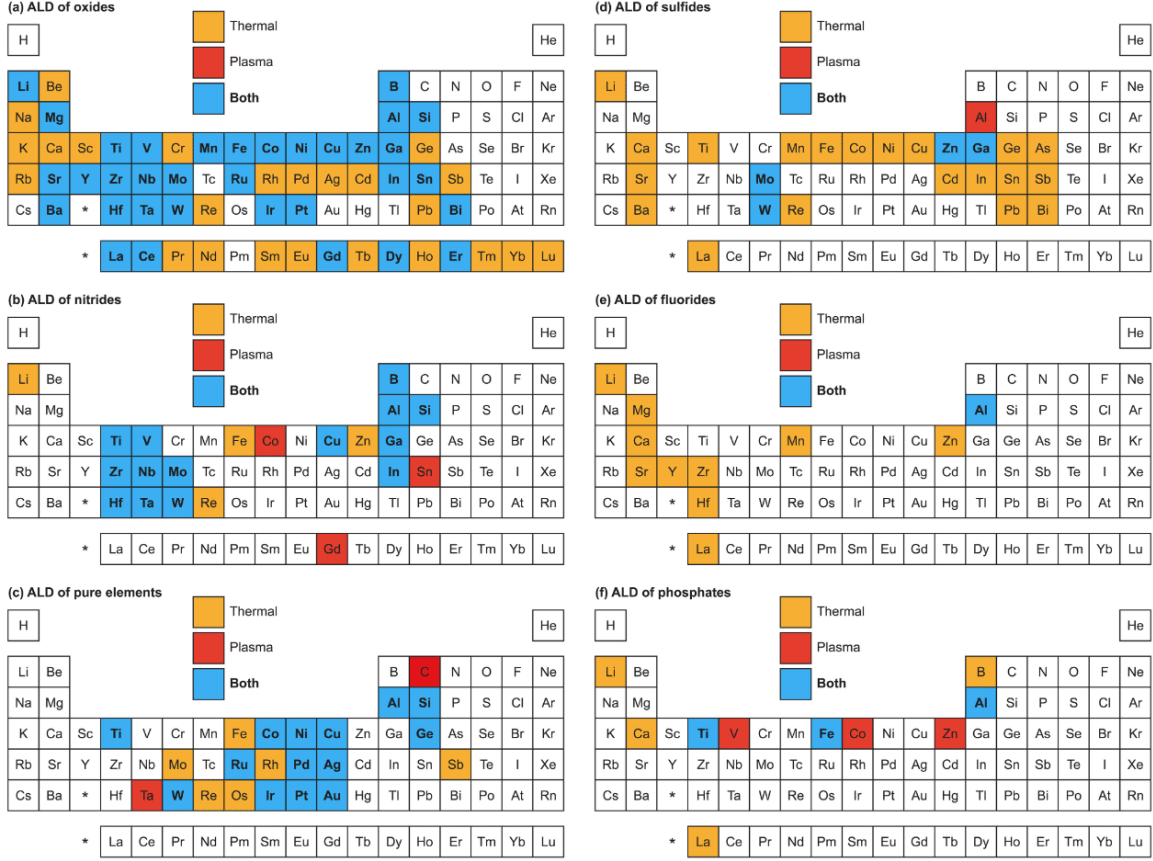 (a) ALD of oxides
Thermal
Plasma
Both
H He
Li Be B C N O F Ne
Na Mg Al Si P S Cl Ar
K Ca Sc Ti V Cr Mn Fe Co Ni Cu Zn Ga Ge As Se Br Kr
Rb Sr Y Zr Nb Mo Tc Ru Rh Pd Ag Cd In Sn Sb Te I Xe
Cs Ba * Hf Ta W Re Os Ir Pt Au Hg Tl Pb Bi Po At Rn
* La Ce Pr Nd Pm Sm Eu Gd Tb Dy Ho Er Tm Yb Lu
(b) ALD of nitrides
Thermal
Plasma
Both
H He
Li Be B C N O F Ne
Na Mg Al Si P S Cl Ar
K Ca Sc Ti V Cr Mn Fe Co Ni Cu Zn Ga Ge As Se Br Kr
Rb Sr Y Zr Nb Mo Tc Ru Rh Pd Ag Cd In Sn Sb Te I Xe
Cs Ba * Hf Ta W Re Os Ir Pt Au Hg Tl Pb Bi Po At Rn
* La Ce Pr Nd Pm Sm Eu Gd Tb Dy Ho Er Tm Yb Lu
(c) ALD of pure elements
Thermal
Plasma
Both
H He
Li Be B C N O F Ne
Na Mg Al Si P S Cl Ar
K Ca Sc Ti V Cr Mn Fe Co Ni Cu Zn Ga Ge As Se Br Kr
Rb Sr Y Zr Nb Mo Tc Ru Rh Pd Ag Cd In Sn Sb Te I Xe
Cs Ba * Hf Ta W Re Os Ir Pt Au Hg Tl Pb Bi Po At Rn
* La Ce Pr Nd Pm Sm Eu Gd Tb Dy Ho Er Tm Yb Lu
(d) ALD of sulfides
Thermal
Plasma
Both
H He
Li Be B C N O F Ne
Na Mg Al Si P S Cl Ar
K Ca Sc Ti V Cr Mn Fe Co Ni Cu Zn Ga Ge As Se Br Kr
Rb Sr Y Zr Nb Mo Tc Ru Rh Pd Ag Cd In Sn Sb Te I Xe
Cs Ba * Hf Ta W Re Os Ir Pt Au Hg Tl Pb Bi Po At Rn
* La Ce Pr Nd Pm Sm Eu Gd Tb Dy Ho Er Tm Yb Lu
(e) ALD of fluorides
Thermal
Plasma
Both
H He
Li Be B C N O F Ne
Na Mg Al Si P S Cl Ar
K Ca Sc Ti V Cr Mn Fe Co Ni Cu Zn Ga Ge As Se Br Kr
Rb Sr Y Zr Nb Mo Tc Ru Rh Pd Ag Cd In Sn Sb Te I Xe
Cs Ba * Hf Ta W Re Os Ir Pt Au Hg Tl Pb Bi Po At Rn
* La Ce Pr Nd Pm Sm Eu Gd Tb Dy Ho Er Tm Yb Lu
(f) ALD of phosphates
Thermal
Plasma
Both
H He
Li Be B C N O F Ne
Na Mg Al Si P S Cl Ar
K Ca Sc Ti V Cr Mn Fe Co Ni Cu Zn Ga Ge As Se Br Kr
Rb Sr Y Zr Nb Mo Tc Ru Rh Pd Ag Cd In Sn Sb Te I Xe
Cs Ba * Hf Ta W Re Os Ir Pt Au Hg Tl Pb Bi Po At Rn
* La Ce Pr Nd Pm Sm Eu Gd Tb Dy Ho Er Tm Yb Lu